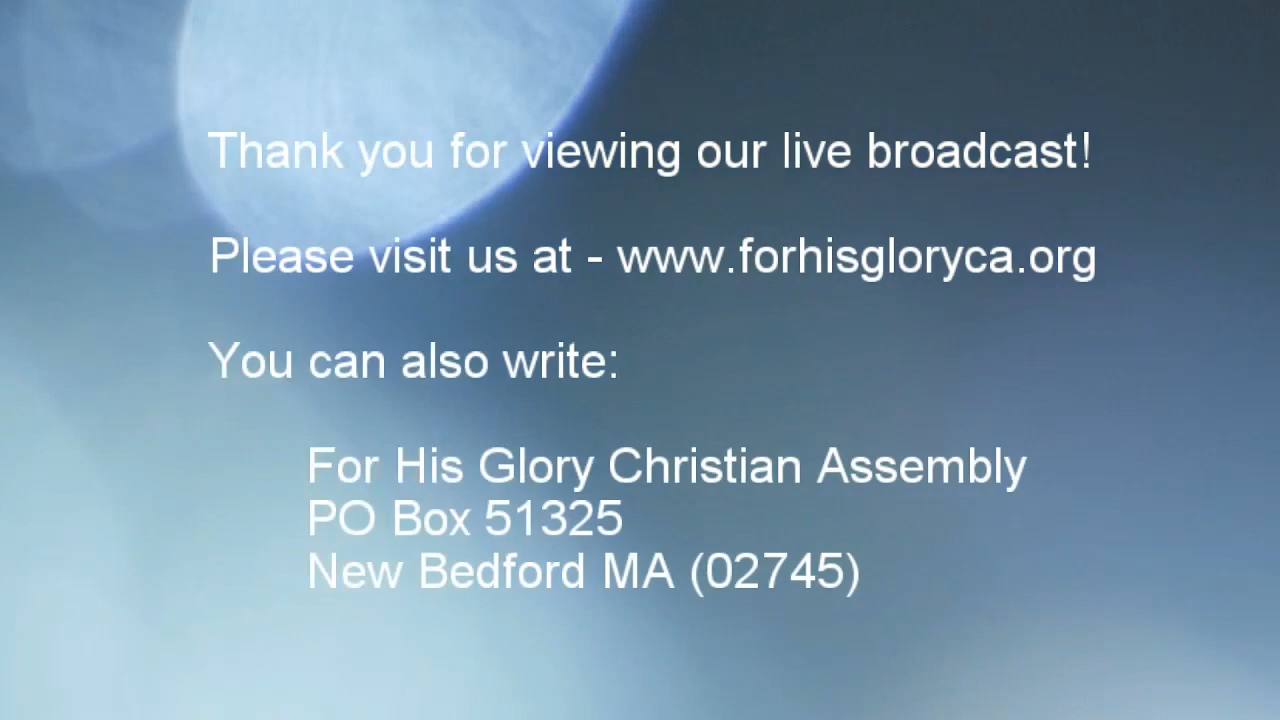 Thank you for viewing our live broadcast!
Please visit us at - www.forhisgloryca.org
You can also write:
For His Glory Christian Assembly
PO Box 51325
New Bedford MA (02745)